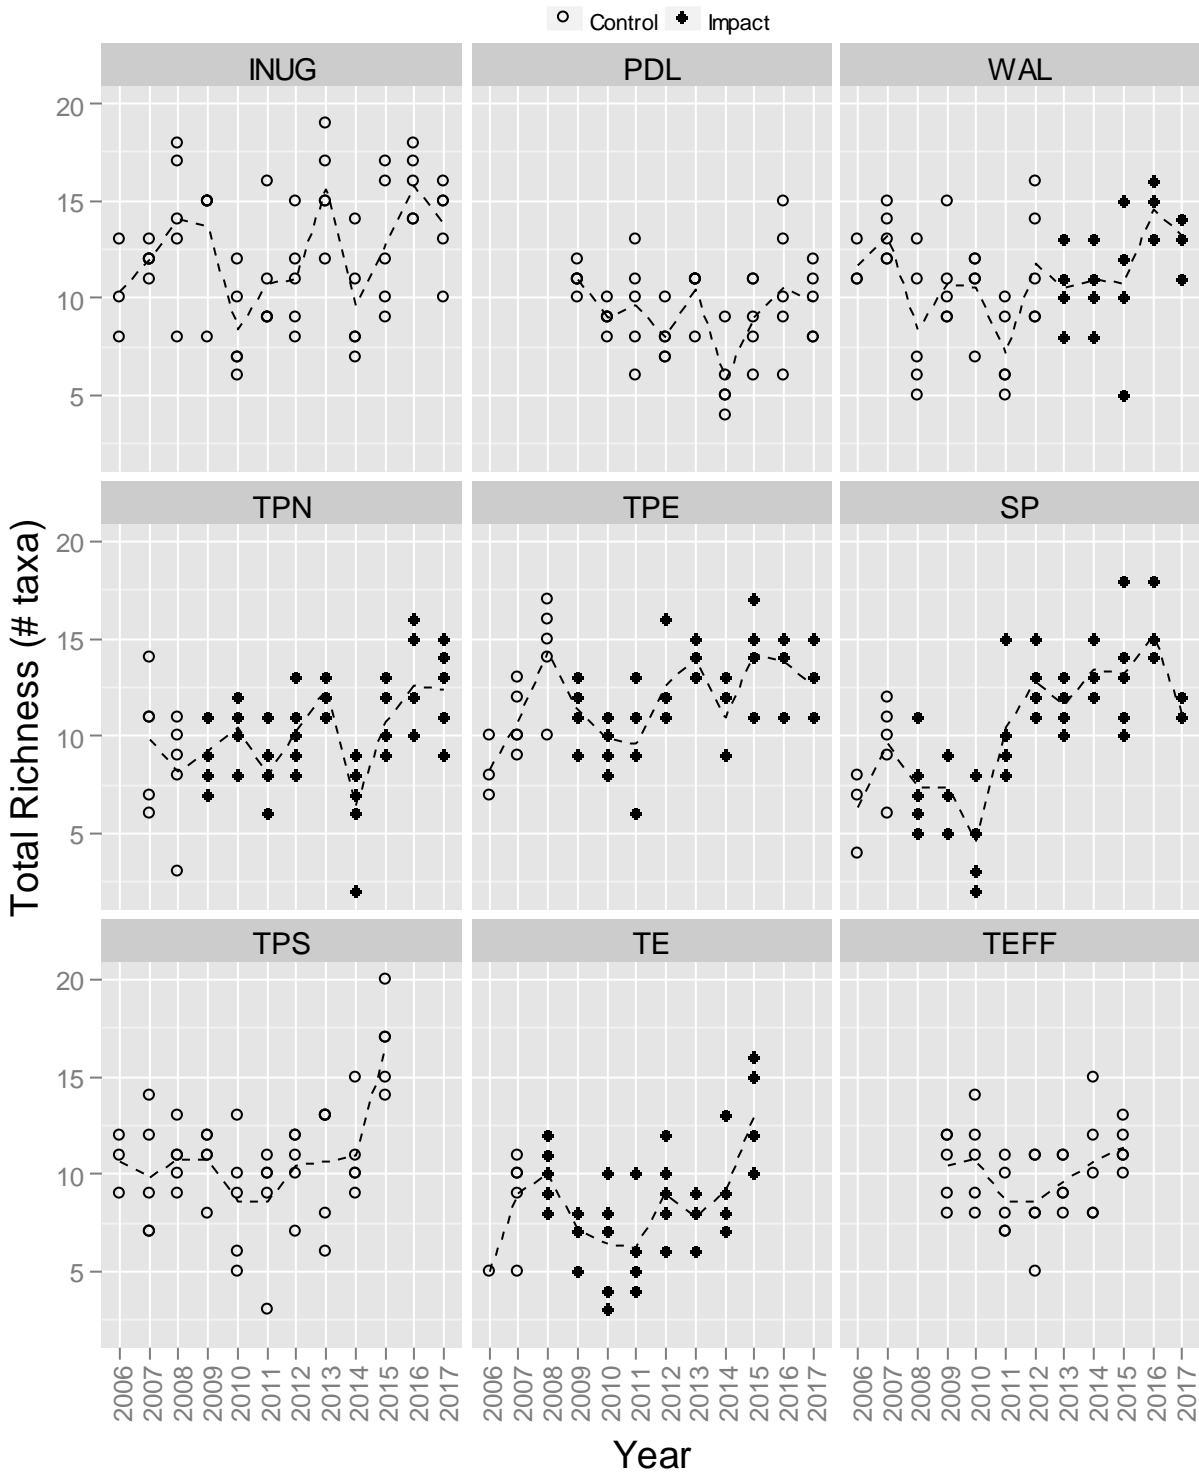 Control Impact
INUG PDL WAL
20
15
10
5
TPN TPE SP
20
15
10
5
TPS TE TEFF
20
15
10
5
Total Richness (# taxa)
2006 2007 2008 2009 2010 2011 2012 2013 2014 2015 2016 2017 2006 2007 2008 2009 2010 2011 2012 2013 2014 2015 2016 2017 2006 2007 2008 2009 2010 2011 2012 2013 2014 2015 2016 2017
Year